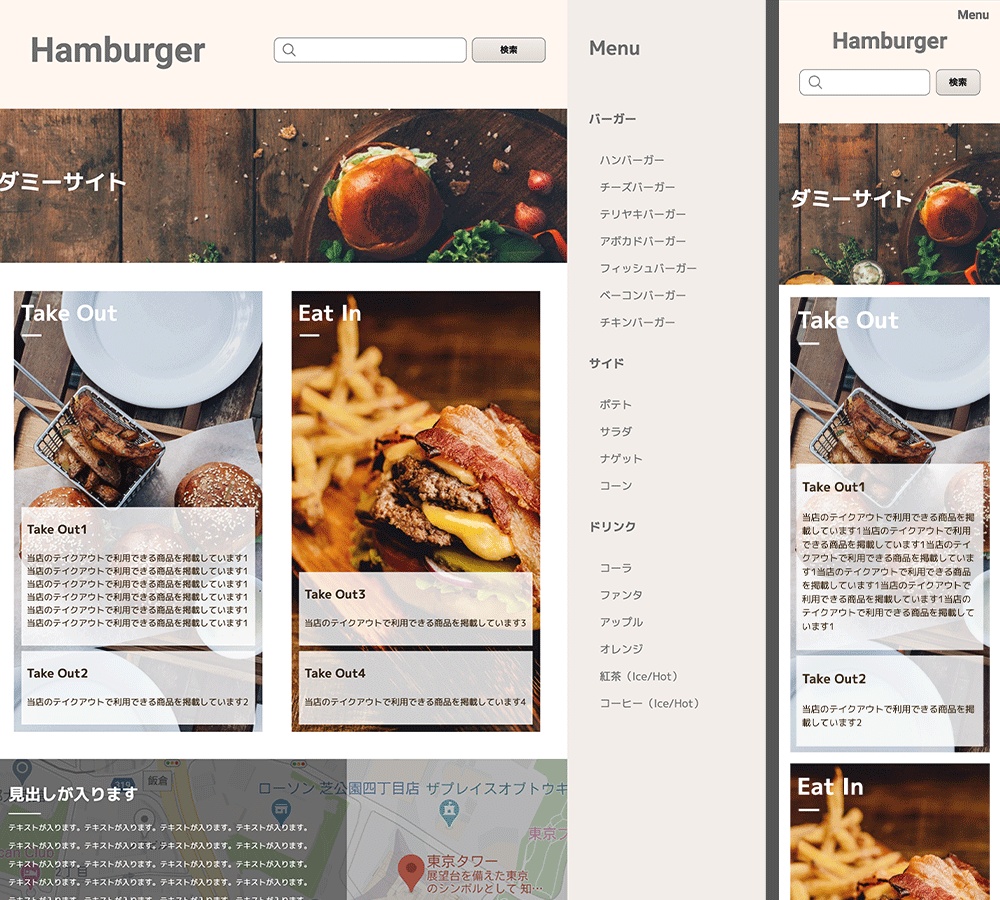 Hamburger
検索
ダミーサイト
Take Out
Take Out1
当店のテイクアウトで利用できる商品を掲載しています1
当店のテイクアウトで利用できる商品を掲載しています1
当店のテイクアウトで利用できる商品を掲載しています1
当店のテイクアウトで利用できる商品を掲載しています1
当店のテイクアウトで利用できる商品を掲載しています1
当店のテイクアウトで利用できる商品を掲載しています1
Take Out2
当店のテイクアウトで利用できる商品を掲載しています2
Eat In
Take Out3
当店のテイクアウトで利用できる商品を掲載しています3
Take Out4
当店のテイクアウトで利用できる商品を掲載しています4
319
飯倉
ローソン 芝公園四丁目店
ザプレイスオブトウキ
見出しが入ります
テキストが入ります。テキストが入ります。テキストが入ります。テキストが入ります。
テキストが入ります。テキストが入ります。テキストが入ります。テキストが入ります。
テキストが入ります。テキストが入ります。テキストが入ります。テキストが入ります。
テキストが入ります。テキストが入ります。テキストが入ります。テキストが入ります。
東京タワー
展望台を備えた東京
のシンボルとして 知…
Menu
バーガー
ハンバーガー
チーズバーガー
テリヤキバーガー
アボカドバーガー
フィッシュバーガー
ベーコンバーガー
チキンバーガー
サイド
ポテト
サラダ
ナゲット
コーン
ドリンク
コーラ
ファンタ
アップル
オレンジ
紅茶（Ice/Hot）
コーヒー（Ice/Hot）
Menu
Hamburger
検索
ダミーサイト
Take Out
Take Out1
当店のテイクアウトで利用できる商品を掲
載しています1当店のテイクアウトで利用
できる商品を掲載しています1当店のテイ
クアウトで利用できる商品を掲載していま
す1当店のテイクアウトで利用できる商品
を掲載しています1当店のテイクアウトで
利用できる商品を掲載しています1当店の
テイクアウトで利用できる商品を掲載して
います1
Take Out2
当店のテイクアウトで利用できる商品を掲
載しています2
Eat In